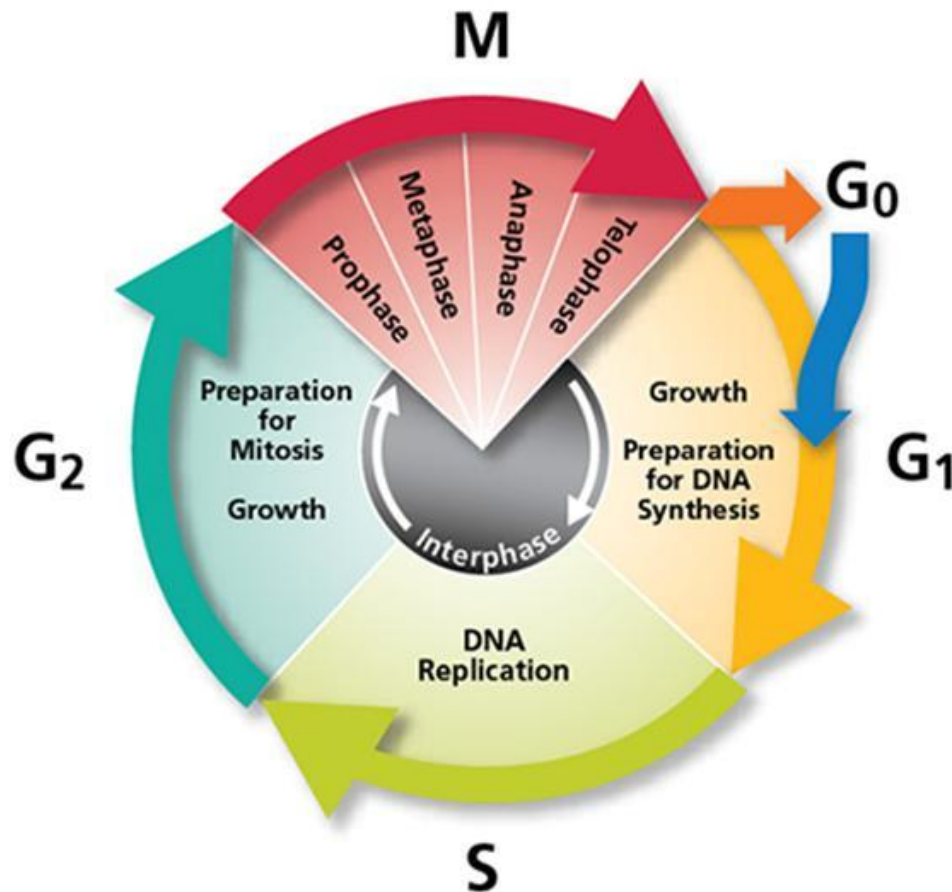 M
Prophase
Metaphase
Anaphase
Telophase
G0
Growth
Preparation
for DNA
Synthesis
G1
DNA
Replication
S
Preparation
for
Mitosis
Growth
G2
Interphase